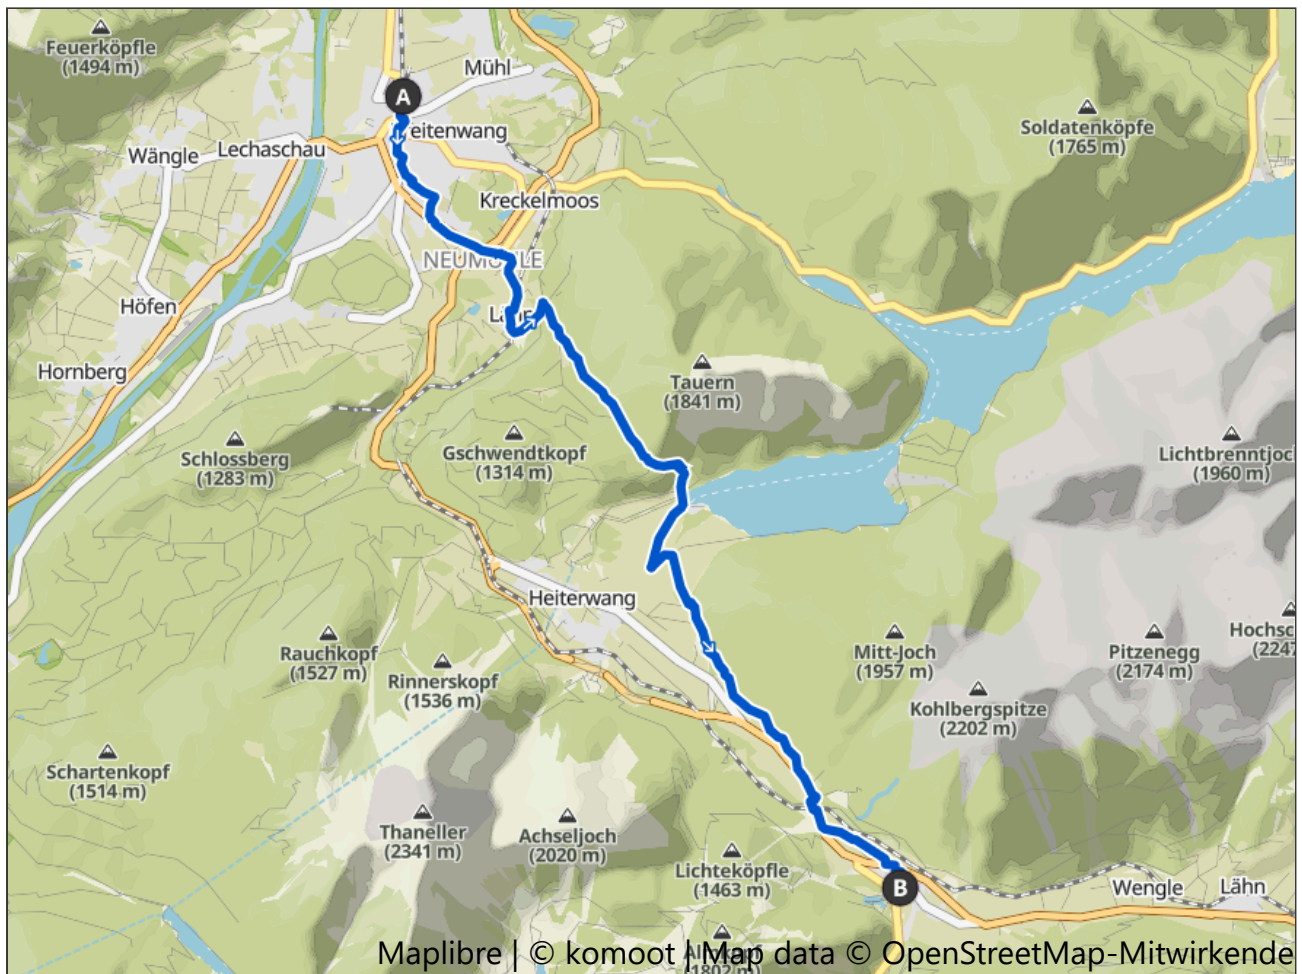 Feuerköpfle
(1494 m)
Mühl
A
eitenwang
Soldatenköpfe
(1765 m)
Wängle
Lechaschau
Kreckelmoos
NEUMÜHLE
Höfen
Hornberg
Tauern
(1841 m)
Schlossberg
(1283 m)
Gschwendtkopf
(1314 m)
Lichtbrenntjoc
(1960 m)
Heiterwang
Rauchkopf
(1527 m)
Rinnerskopf
(1536 m)
Mitt-Joch
(1957 m)
Pitzenegg
(2174 m)
Hochsc
(2247
Kohlbergspitze
(2202 m)
Schartenkopf
(1514 m)
Thaneller
(2341 m)
Achseljoch
(2020 m)
Lichteköpfle
(1463 m)
B
Wengle
Lähn
(1802 m)
Maplibre | © komoot | Map data © OpenStreetMap-Mitwirkende